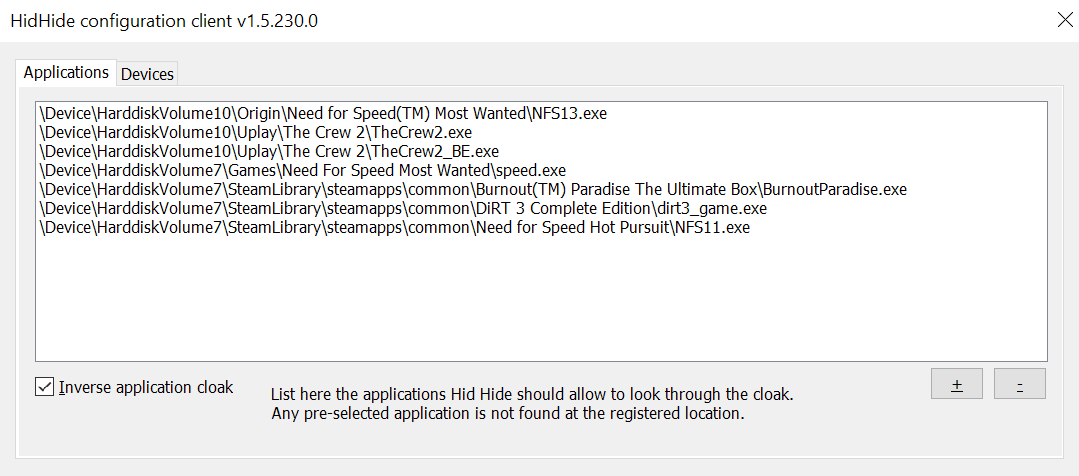 HidHide configuration client v1.5.230.0
Applications
Devices
\Device\HarddiskVolume10\Origin\Need for Speed(TM) Most Wanted\NFS13.exe
\Device\HarddiskVolume10\Uplay\The Crew 2\TheCrew2.exe
\Device\HarddiskVolume10\Uplay\The Crew 2\TheCrew2_BE.exe
\Device\HarddiskVolume7\Games\Need For Speed Most Wanted\speed.exe
\Device\HarddiskVolume7\SteamLibrary\steamapps\common\Burnout(TM) Paradise The Ultimate Box\BurnoutParadise.exe
\Device\HarddiskVolume7\SteamLibrary\steamapps\common\DiRT 3 Complete Edition\dirt3_game.exe
\Device\HarddiskVolume7\SteamLibrary\steamapps\common\Need for Speed Hot Pursuit\NFS11.exe
Inverse application cloak
List here the applications Hid Hide should allow to look through the cloak.
Any pre-selected application is not found at the registered location.
+
-